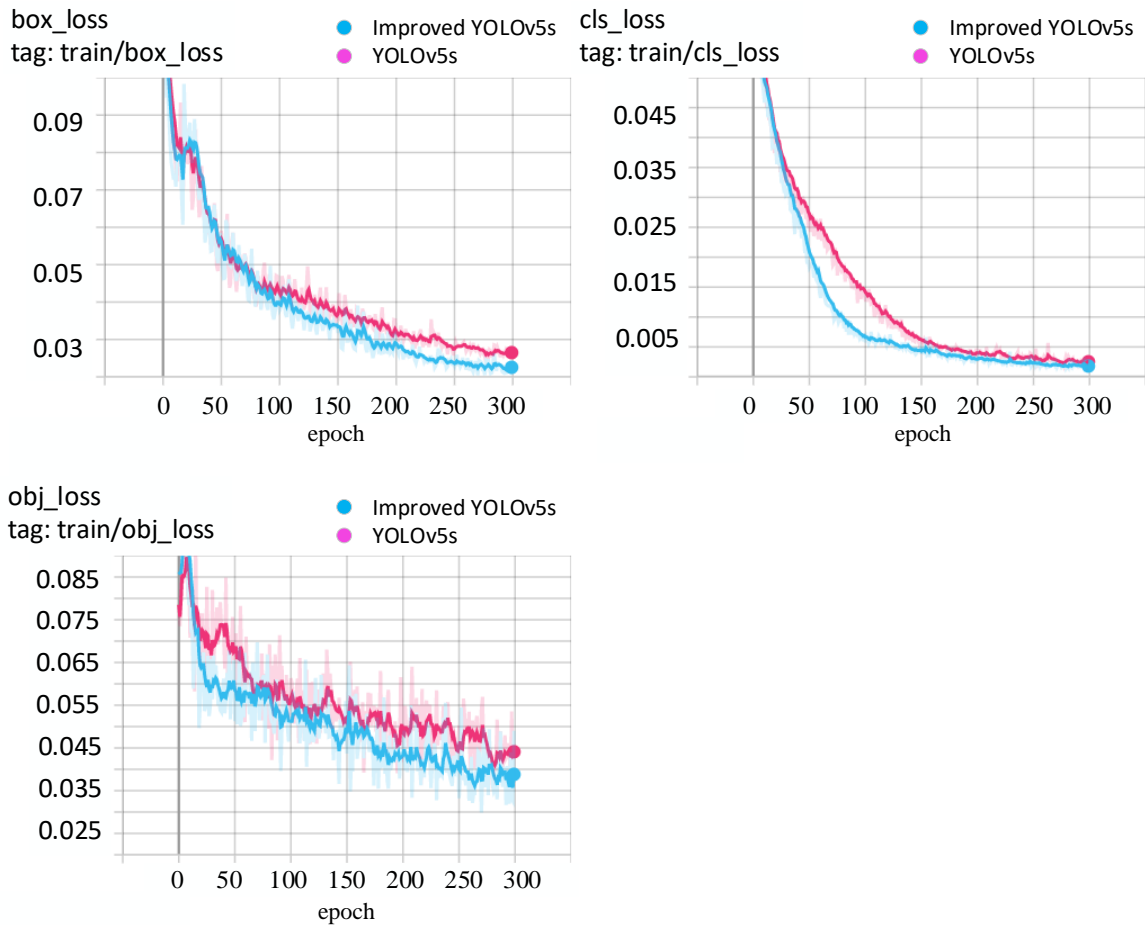 box_loss
tag: train/box_loss
Improved YOLOv5s
YOLOv5s
0.09
0.07
0.05
0.03
0 50 100 150 200 250 300
epoch
cls_loss
tag: train/cls_loss
Improved YOLOv5s
YOLOv5s
0.045
0.035
0.025
0.015
0.005
0 50 100 150 200 250 300
epoch
obj_loss
tag: train/obj_loss
Improved YOLOv5s
YOLOv5s
0.085
0.075
0.065
0.055
0.045
0.035
0.025
0 50 100 150 200 250 300
epoch